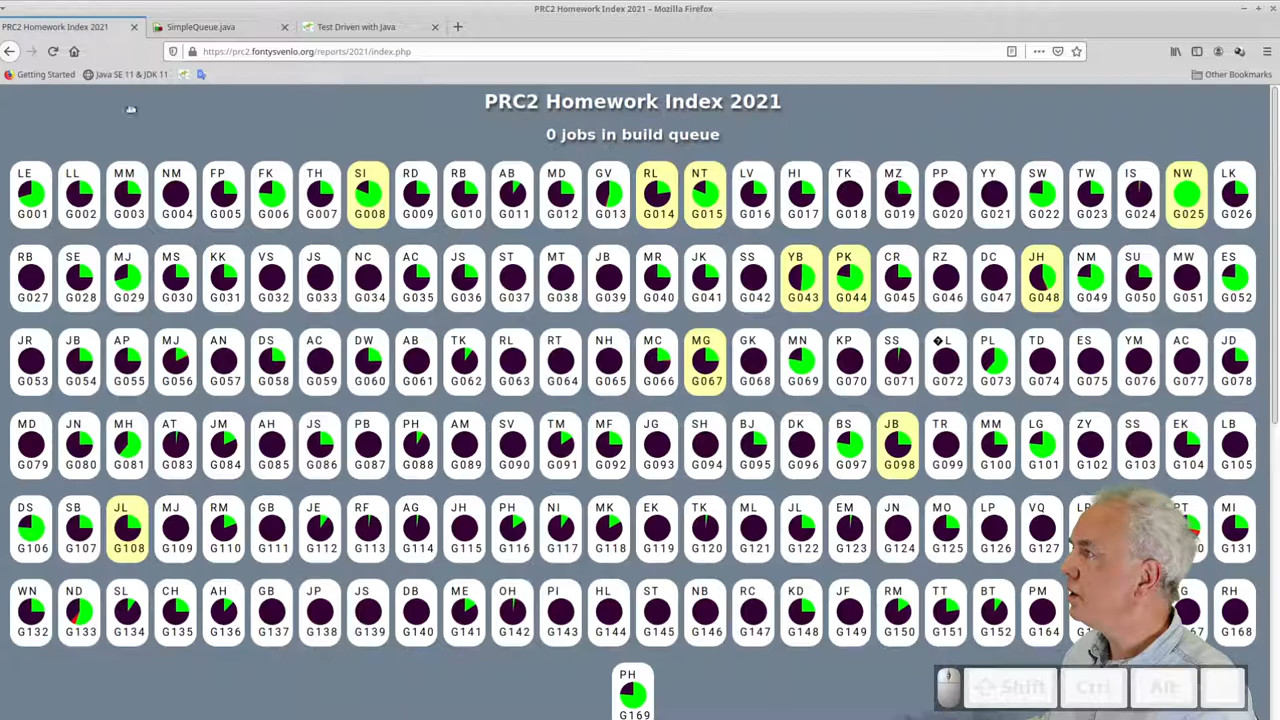 PRC2 Homework Index 2021 – Mozilla Firefox
PRC2 Homework Index 2021
SimpleQueue.java
Test Driven with Java
https://prc2.fontysvenlo.org/reports/2021/index.php
Getting Started
Java SE 11 & JDK 11
Other Bookmarks
PRC2 Homework Index 2021
0 jobs in build queue
LE LL MM NM FP FK TH SI RD RB AB MD GV RL NT LV HI TK MZ PP YY SW TW IS NW LK
G001 G002 G003 G004 G005 G006 G007 G008 G009 G010 G011 G012 G013 G014 G015 G016 G017 G018 G019 G020 G021 G022 G023 G024 G025 G026
RB SE MJ MS KK VS JS NC AC JS ST MT JB MR JK SS YB PK CR RZ DC JH NM SU MW ES
G027 G028 G029 G030 G031 G032 G033 G034 G035 G036 G037 G038 G039 G040 G041 G042 G043 G044 G045 G046 G047 G048 G049 G050 G051 G052
JR JB AP MJ AN DS AC DW AB TK RL RT NH MC MG GK MN KP SS �L PL TD ES YM AC JD
G053 G054 G055 G056 G057 G058 G059 G060 G061 G062 G063 G064 G065 G066 G067 G068 G069 G070 G071 G072 G073 G074 G075 G076 G077 G078
MD JN MH AT JM AH JS PB PH AM SV TM MF JG SH BJ DK BS JB TR MM LG ZY SS EK LB
G079 G080 G081 G083 G084 G085 G086 G087 G088 G089 G090 G091 G092 G093 G094 G095 G096 G097 G098 G099 G100 G101 G102 G103 G104 G105
DS SB JL MJ RM GB JE RF AG JH PH NI MK EK TK ML JL EM JN MO LP VQ PT MI
G106 G107 G108 G109 G110 G111 G112 G113 G114 G115 G116 G117 G118 G119 G120 G121 G122 G123 G124 G125 G126 G127 G131
WN ND SL CH AH GB JP JS DB ME OH PI HL ST NB RC KD JF RM TT BT PM RH
G132 G133 G134 G135 G136 G137 G138 G139 G140 G141 G142 G143 G144 G145 G146 G147 G148 G149 G150 G151 G152 G164 G168
PH
G169
Shift Ctrl Alt